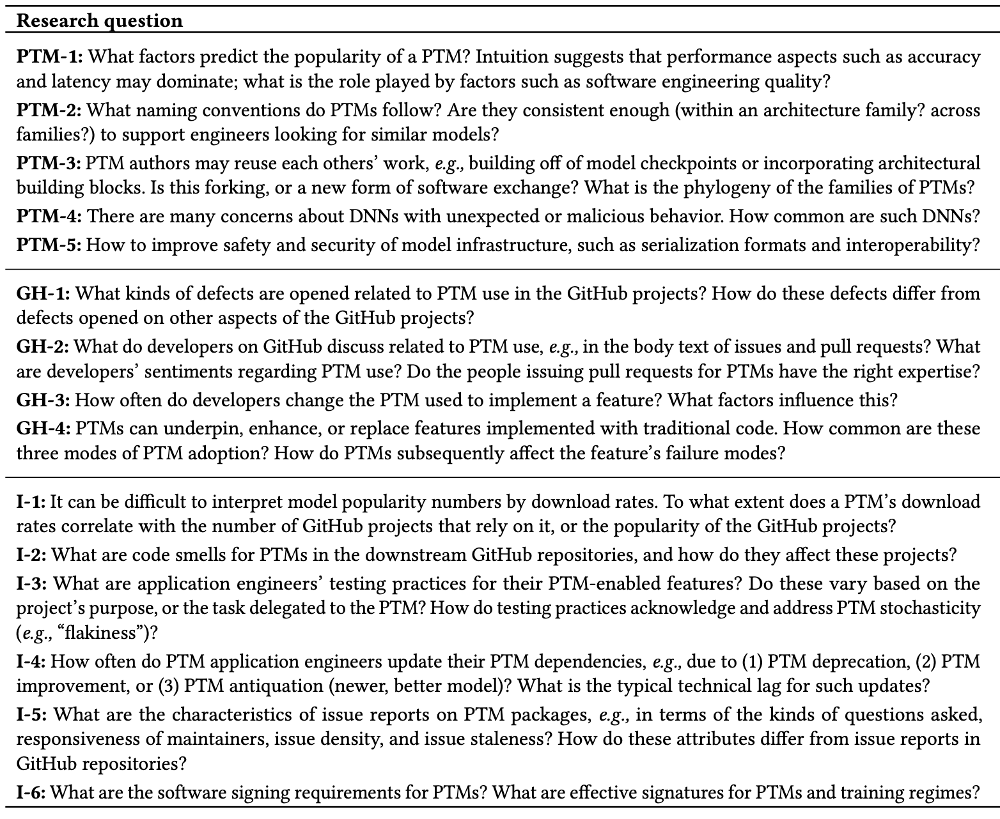 Research question
PTM-1: What factors predict the popularity of a PTM? Intuition suggests that performance aspects such as accuracy
and latency may dominate; what is the role played by factors such as software engineering quality?
PTM-2: What naming conventions do PTMs follow? Are they consistent enough (within an architecture family? across
families?) to support engineers looking for similar models?
PTM-3: PTM authors may reuse each others’ work, e.g., building off of model checkpoints or incorporating architectural
building blocks. Is this forking, or a new form of software exchange? What is the phylogeny of the families of PTMs?
PTM-4: There are many concerns about DNNs with unexpected or malicious behavior. How common are such DNNs?
PTM-5: How to improve safety and security of model infrastructure, such as serialization formats and interoperability?
GH-1: What kinds of defects are opened related to PTM use in the GitHub projects? How do these defects differ from
defects opened on other aspects of the GitHub projects?
GH-2: What do developers on GitHub discuss related to PTM use, e.g., in the body text of issues and pull requests? What
are developers’ sentiments regarding PTM use? Do the people issuing pull requests for PTMs have the right expertise?
GH-3: How often do developers change the PTM used to implement a feature? What factors influence this?
GH-4: PTMs can underpin, enhance, or replace features implemented with traditional code. How common are these
three modes of PTM adoption? How do PTMs subsequently affect the feature’s failure modes?
I-1: It can be difficult to interpret model popularity numbers by download rates. To what extent does a PTM’s download
rates correlate with the number of GitHub projects that rely on it, or the popularity of the GitHub projects?
I-2: What are code smells for PTMs in the downstream GitHub repositories, and how do they affect these projects?
I-3: What are application engineers’ testing practices for their PTM-enabled features? Do these vary based on the
project’s purpose, or the task delegated to the PTM? How do testing practices acknowledge and address PTM stochasticity
(e.g., “flakiness”)?
I-4: How often do PTM application engineers update their PTM dependencies, e.g., due to (1) PTM deprecation, (2) PTM
improvement, or (3) PTM antiquation (newer, better model)? What is the typical technical lag for such updates?
I-5: What are the characteristics of issue reports on PTM packages, e.g., in terms of the kinds of questions asked,
responsiveness of maintainers, issue density, and issue staleness? How do these attributes differ from issue reports in
GitHub repositories?
I-6: What are the software signing requirements for PTMs? What are effective signatures for PTMs and training regimes?